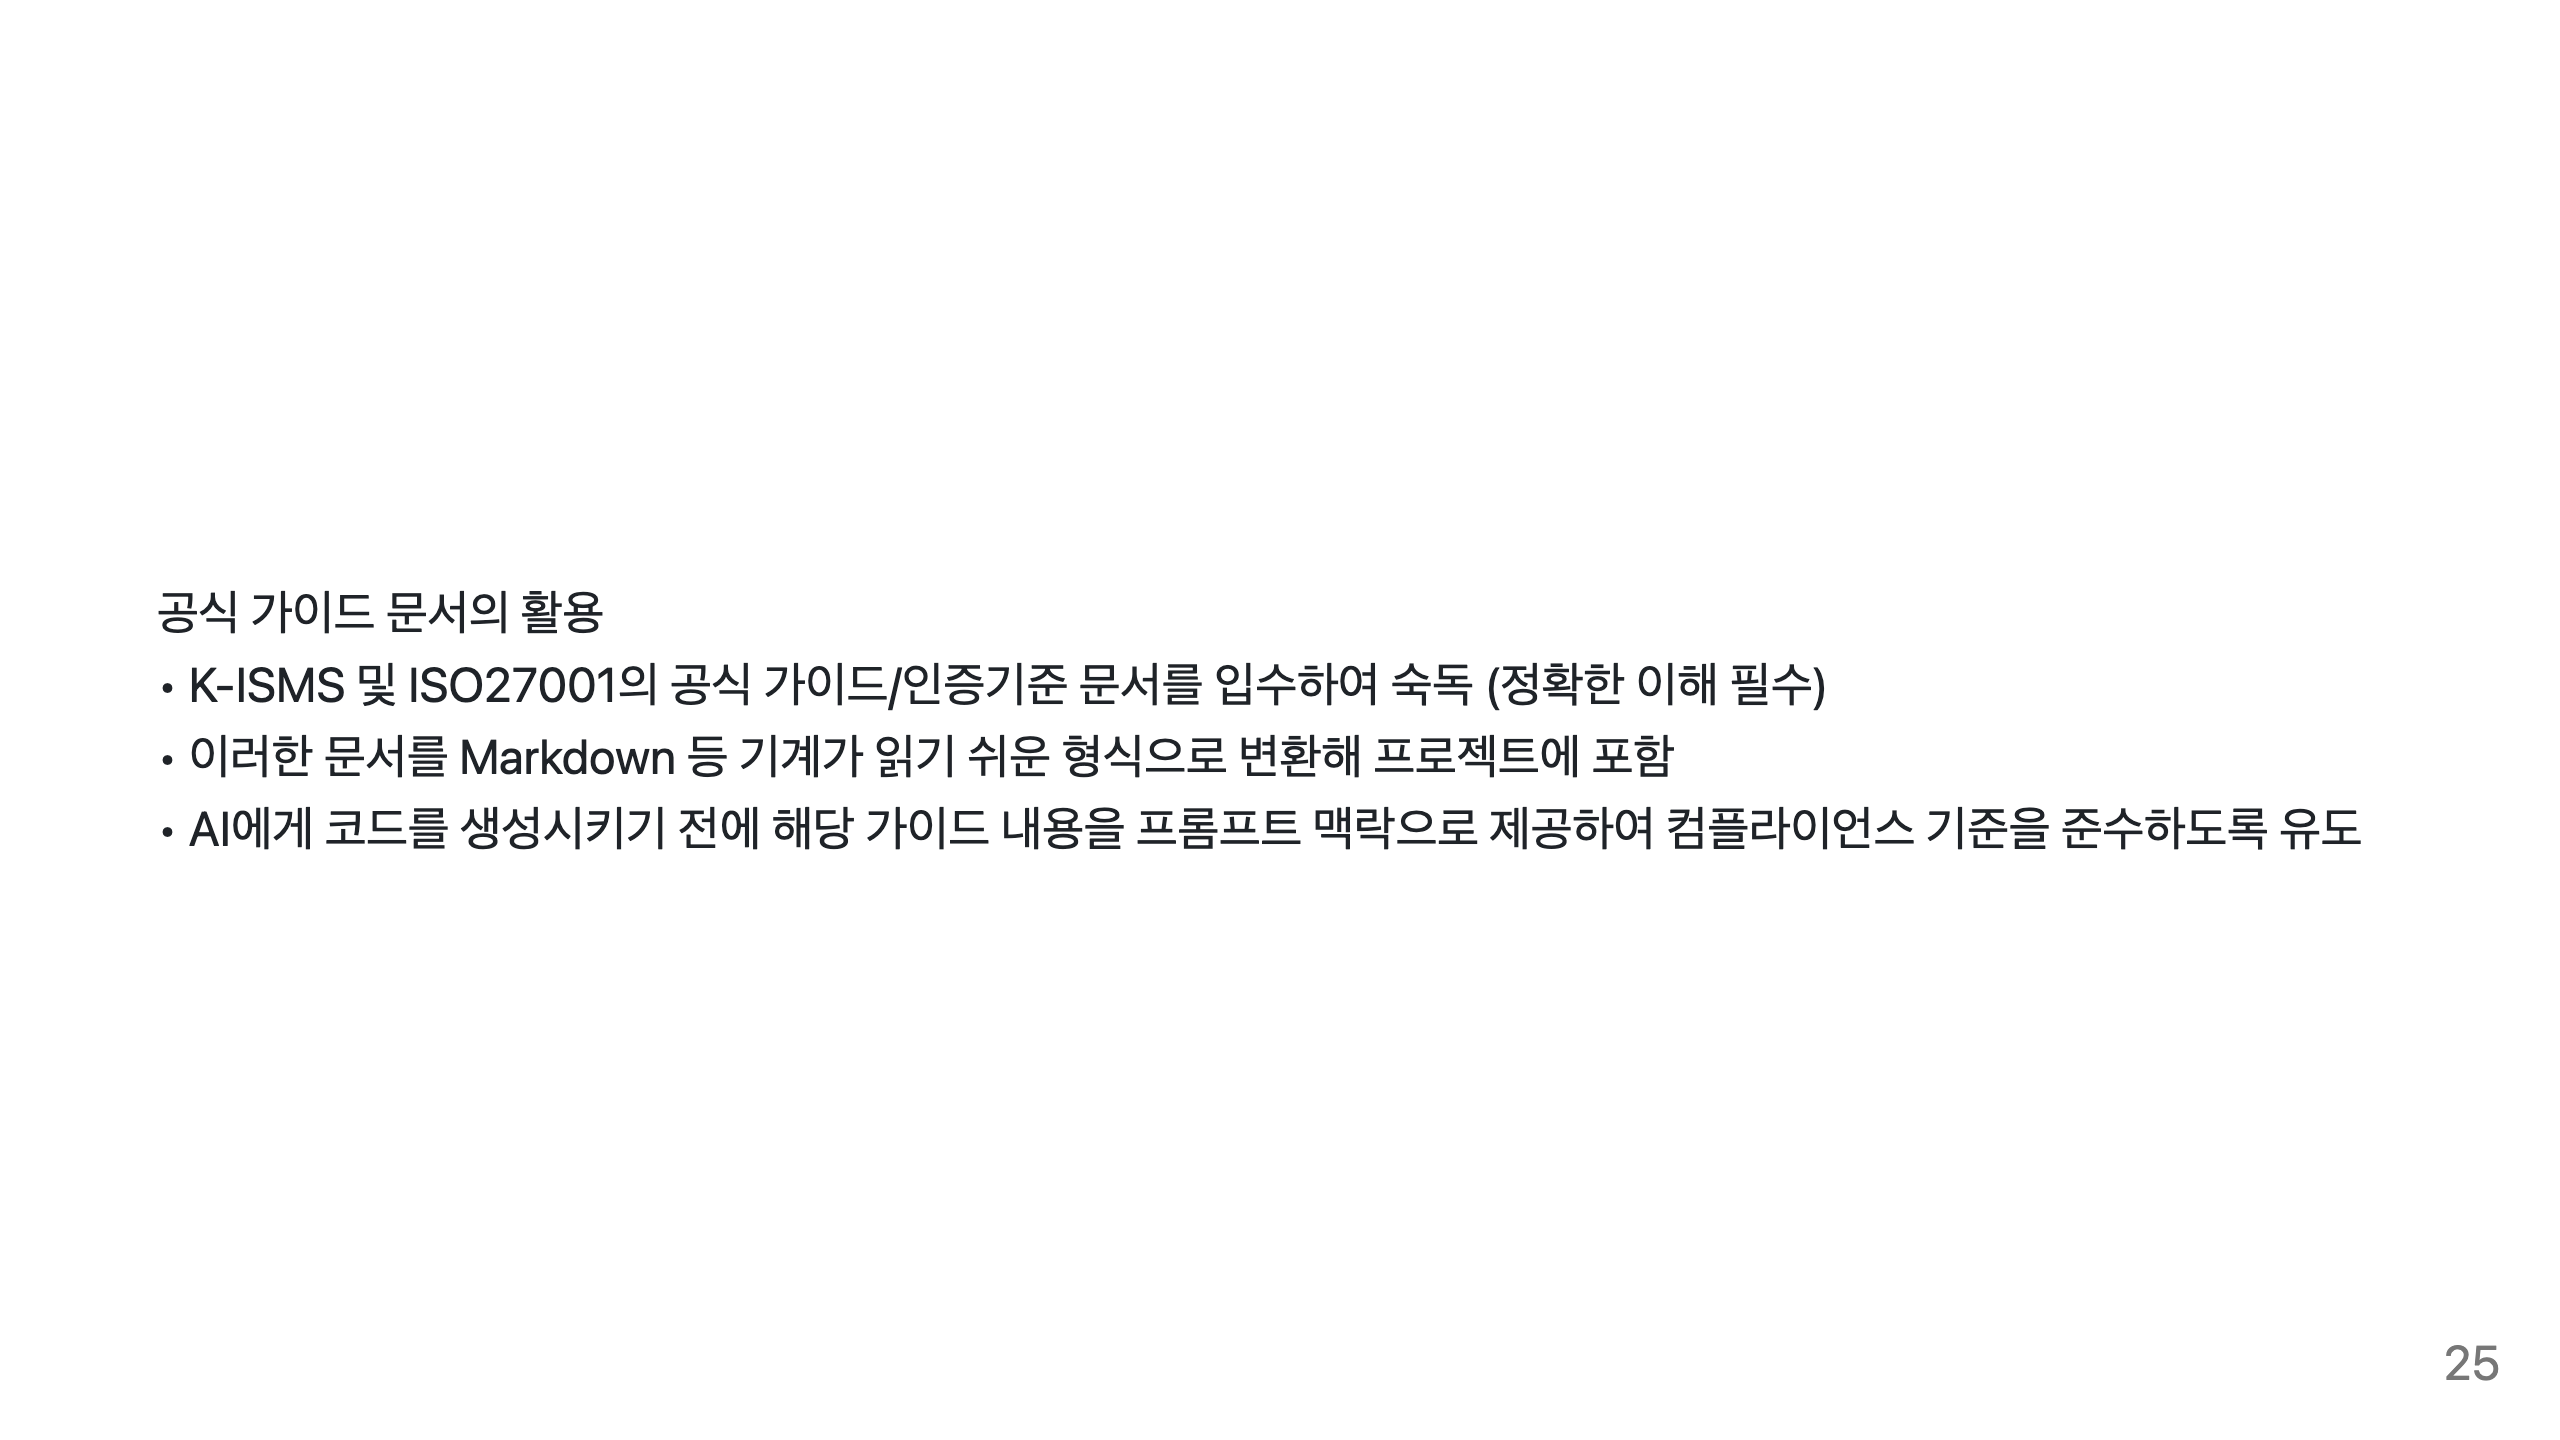 공식 가이드 문서의 활용
• K-ISMS 및 ISO27001의 공식 가이드/인증기준 문서를 입수하여 숙독 (정확한 이해 필수)
• 이러한 문서를 Markdown 등 기계가 읽기 쉬운 형식으로 변환해 프로젝트에 포함
• AI에게 코드를 생성시키기 전에 해당 가이드 내용을 프롬프트 맥락으로 제공하여 컴플라이언스 기준을 준수하도록 유도
25